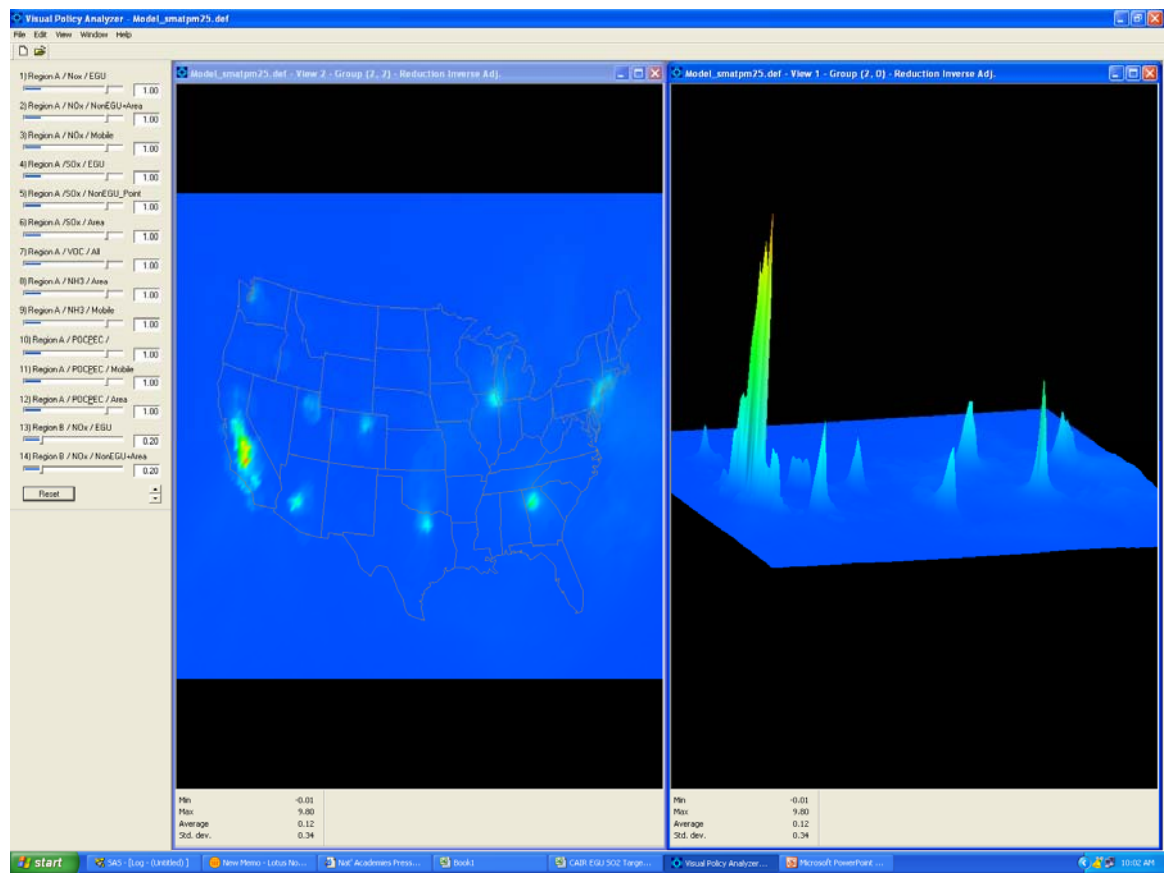 Visual Policy Analyzer - Model_smatpm25.def
File Edit View Window Help
1) Region A / Nox / EGU
1.00
2) Region A / NOx / NonEGU+Area
1.00
3) Region A / NOx / Mobile
1.00
4) Region A /SOx / EGU
1.00
5) Region A /SOx / NonEGU_Point
1.00
6) Region A /SOx / Area
1.00
7) Region A / VOC / All
1.00
8) Region A / NH3 / Area
1.00
9) Region A / NH3 / Mobile
1.00
10) Region A / POCPEC /
1.00
11) Region A / POCPEC / Mobile
1.00
12) Region A / POCPEC / Area
1.00
13) Region B / NOx / EGU
0.20
14) Region B / NOx / NonEGU+Area
0.20
Reset
Model_smatpm25.def - View 2 - Group (2, 2) - Reduction Inverse Adj.
Min -0.01
Max 9.80
Average 0.12
Std. dev. 0.34
Model_smatpm25.def - View 1 - Group (2, 0) - Reduction Inverse Adj.
Min -0.01
Max 9.80
Average 0.12
Std. dev. 0.34
start
SAS - [Log - (Untitled) ]
New Memo - Lotus No...
Nat' Academies Press...
Book1
CAIR EGU SO2 Targe...
Visual Policy Analyzer...
Microsoft PowerPoint ...
10:02 AM